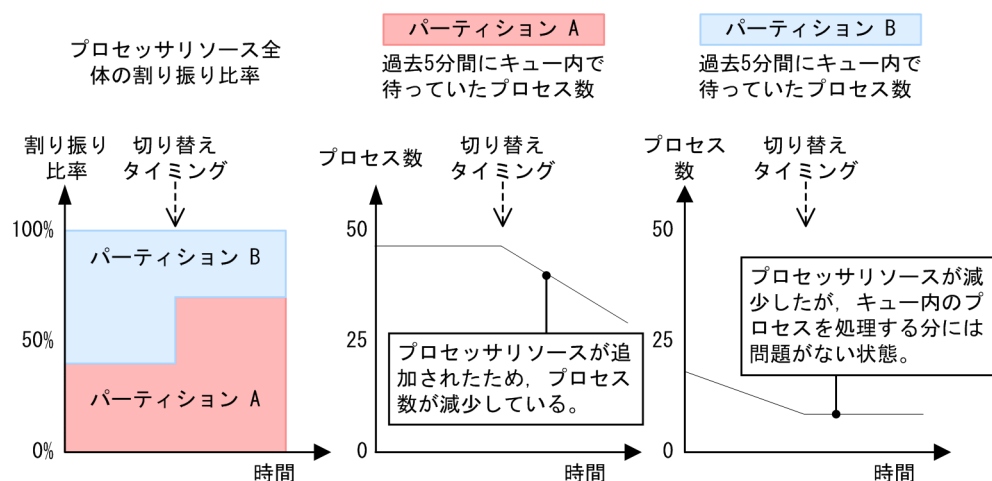 プロセッサリソース全
体の割り振り比率
割り振り
比率
切り替え
タイミング
100%
50%
0%
パーティション B
パーティション A
時間
パーティション A
過去5分間にキュー内で
待っていたプロセス数
プロセス数
切り替え
タイミング
50
25
0
プロセッサリソースが追
加されたため，プロセス
数が減少している。
時間
パーティション B
過去5分間にキュー内で
待っていたプロセス数
プロセス
数
切り替え
タイミング
50
25
0
プロセッサリソースが減
少したが，キュー内のプ
ロセスを処理する分には
問題がない状態。
時間